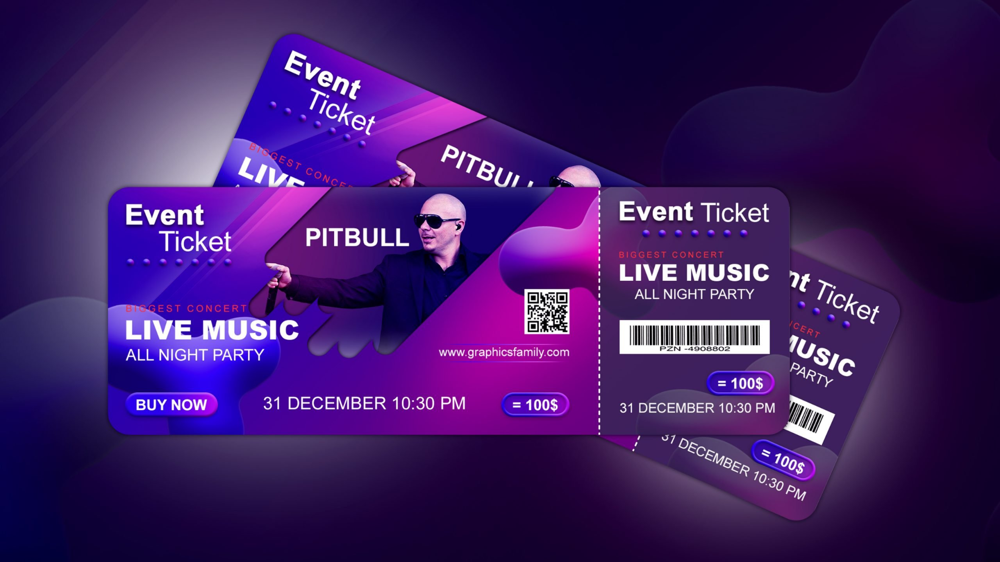 Event
Ticket
BIGGEST CONCERT
LIVE
PITBULL
Event
Ticket
BIGGEST CONCERT
LIVE MUSIC
ALL NIGHT PARTY
BUY NOW
PITBULL
www.graphicsfamily.com
31 DECEMBER 10:30 PM
= 100$
Event Ticket
BIGGEST CONCERT
LIVE MUSIC
ALL NIGHT PARTY
PZN -4908802
= 100$
31 DECEMBER 10:30 PM
nt Ticket
CERT
MUSIC
PARTY
= 100$
31 DECEMBER 10:30 PM